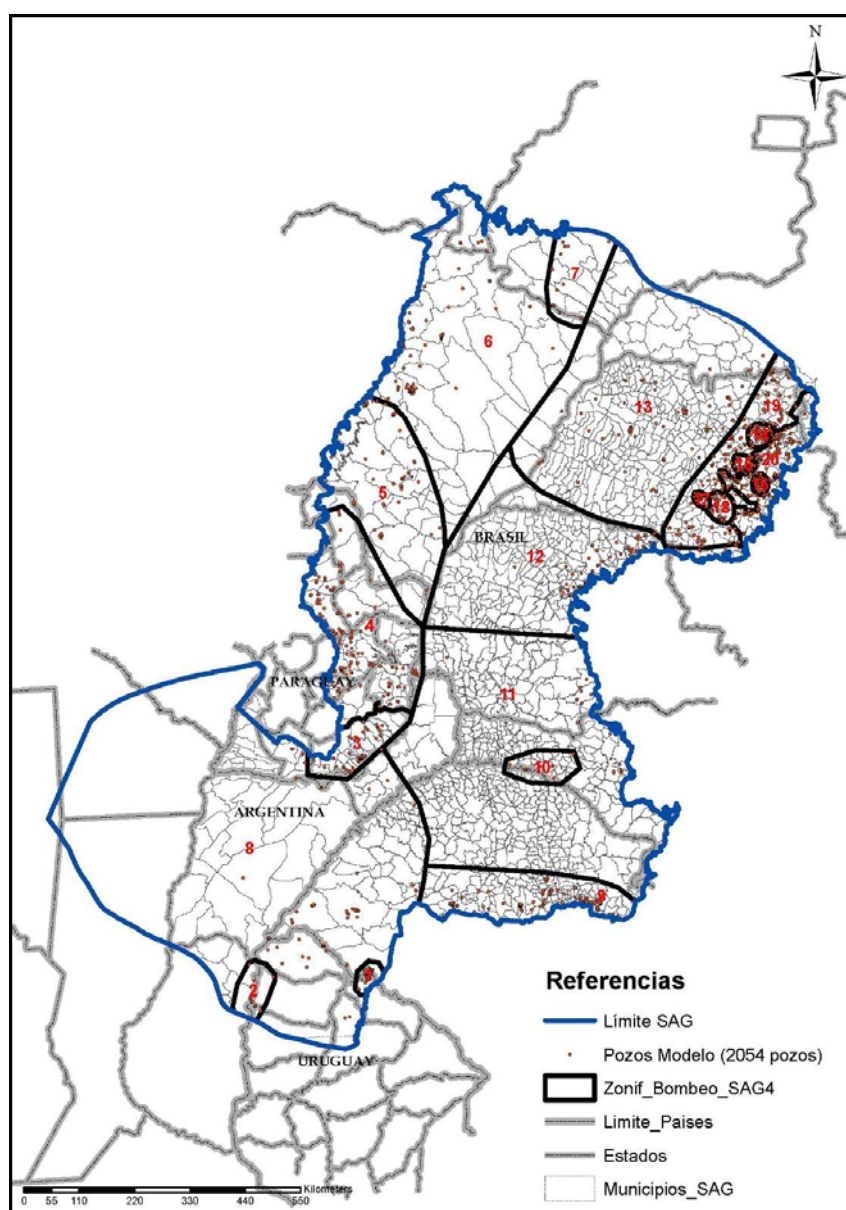 N
7
6
19
13
14
20
15
16
5
17
18
BRASIL
12
4
11
PARAGUAY
3
10
ARGENTINA
8
9
2
Referencias
Límite SAG
URUGUAY
Pozos Modelo (2054 pozos)
Zonif_Bombeo_SAG4
Limite_Paises
Estados
Kilometers
0 55 110 220 330 440 550
Municipios_SAG